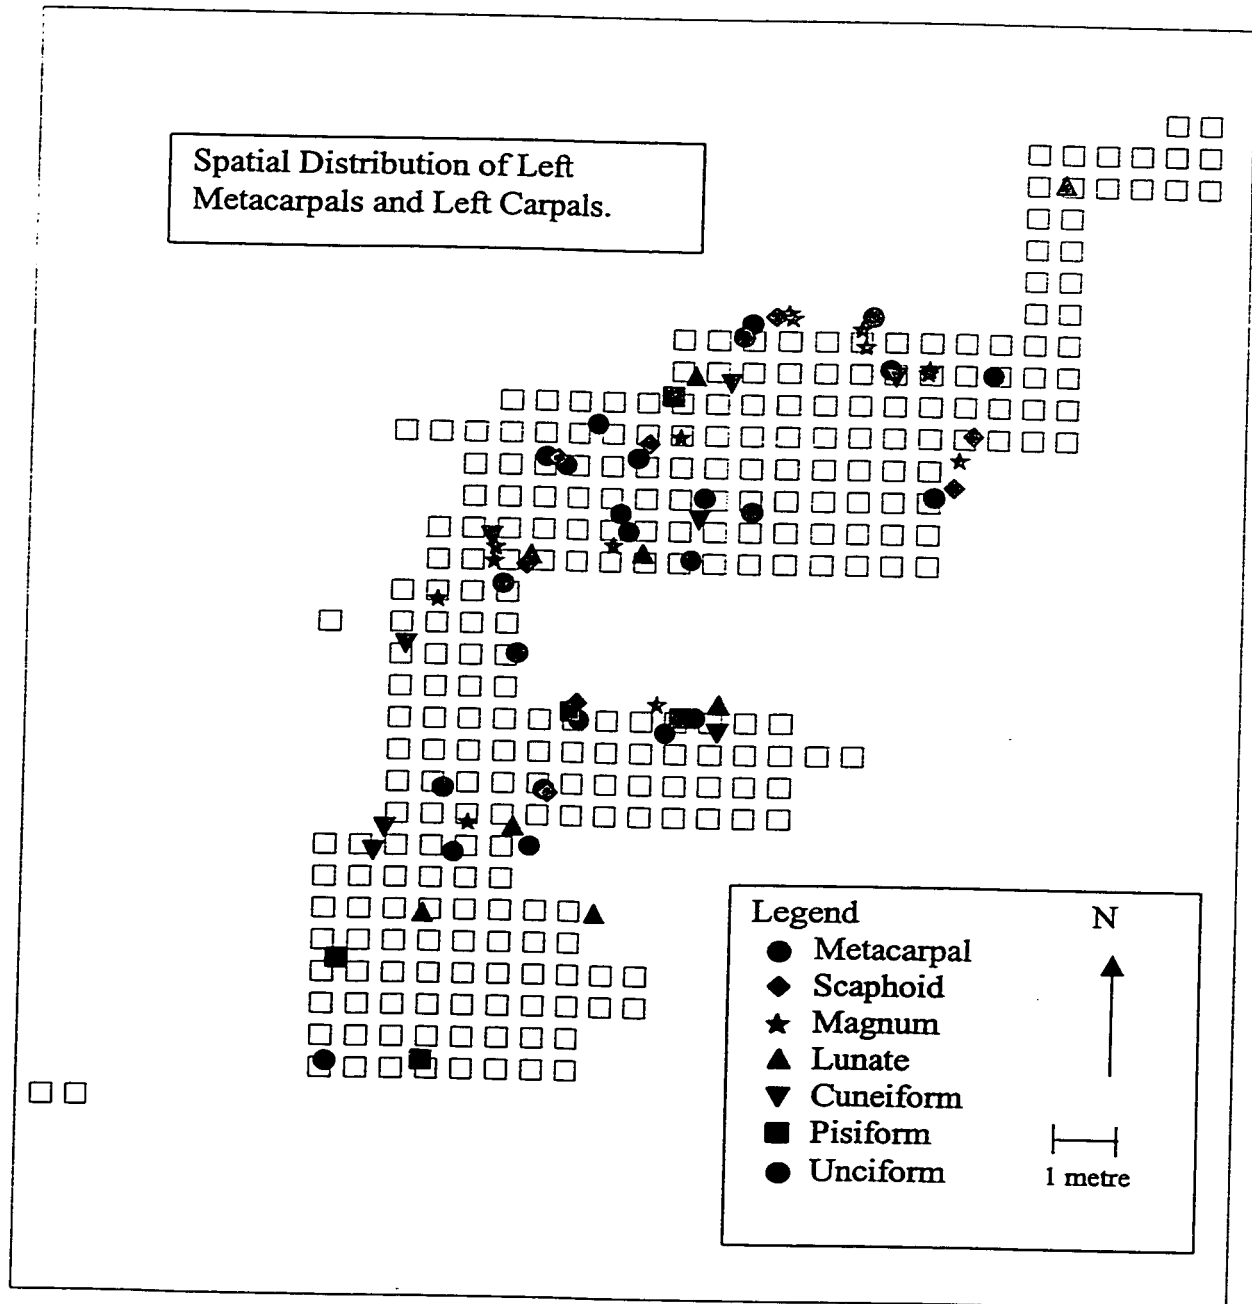 Spatial Distribution of Left
Metacarpals and Left Carpals.
Legend
N
Metacarpal
Scaphoid
Magnum
Lunate
Cuneiform
Pisiform
Unciform
1 metre